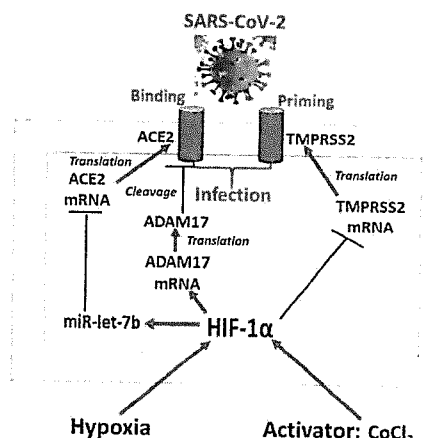 SARS-CoV-2
Binding
Priming
ACE2
TMPRSS2
Translation
ACE2
mRNA
Cleavage
Infection
Translation
TMPRSS2
mRNA
ADAM17
Translation
ADAM17
mRNA
miR-let-7b
HIF-1α
Hypoxia
Activator: CoCl₂